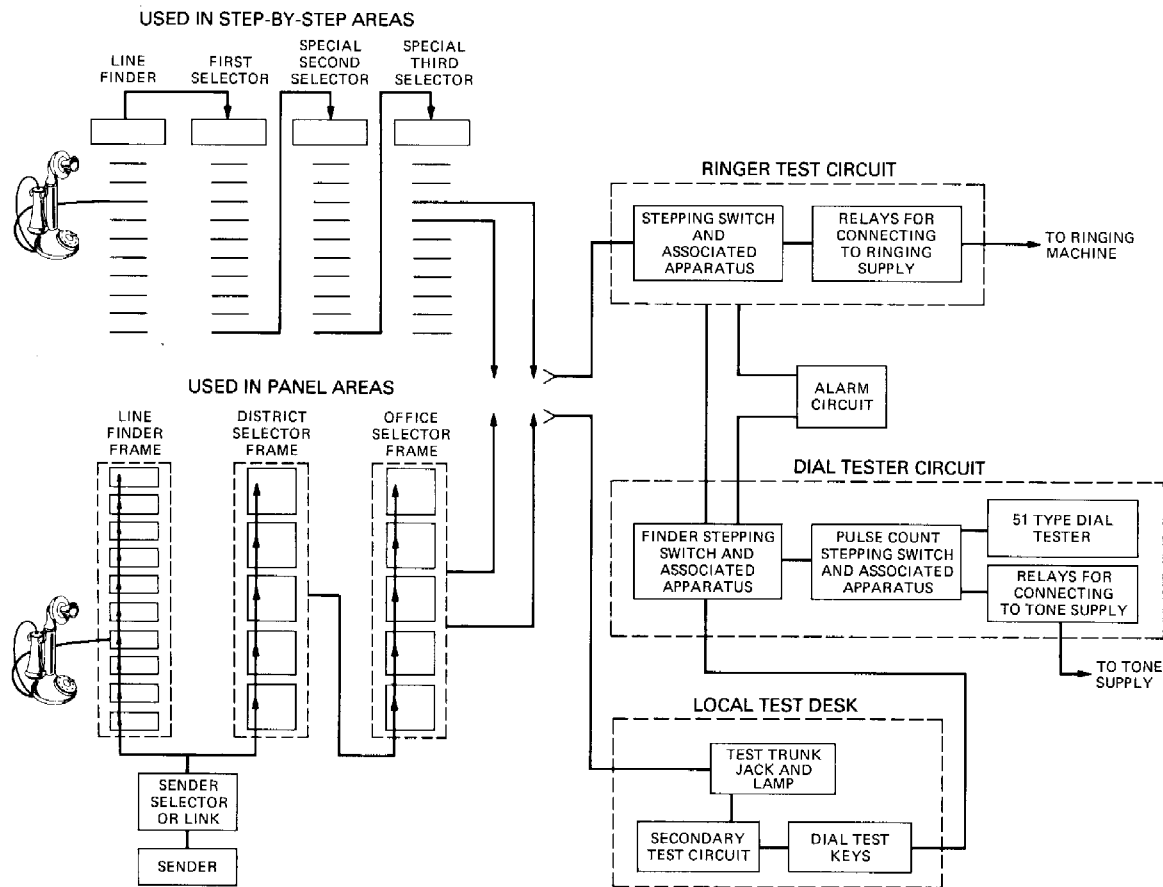 USED IN STEP-BY-STEP AREAS
LINE
FINDER
FIRST
SELECTOR
SPECIAL
SECOND
SELECTOR
SPECIAL
THIRD
SELECTOR
RINGER TEST CIRCUIT
STEPPING SWITCH
AND
ASSOCIATED
APPARATUS
RELAYS FOR
CONNECTING
TO RINGING
SUPPLY
TO RINGING
MACHINE
ALARM
CIRCUIT
USED IN PANEL AREAS
LINE
FINDER
FRAME
DISTRICT
SELECTOR
FRAME
OFFICE
SELECTOR
FRAME
SENDER
SELECTOR
OR LINK
SENDER
DIAL TESTER CIRCUIT
FINDER STEPPING
SWITCH AND
ASSOCIATED
APPARATUS
PULSE COUNT
STEPPING SWITCH
AND ASSOCIATED
APPARATUS
51 TYPE DIAL
TESTER
RELAYS FOR
CONNECTING
TO TONE SUPPLY
TO TONE
SUPPLY
LOCAL TEST DESK
TEST TRUNK
JACK AND
LAMP
SECONDARY
TEST CIRCUIT
DIAL TEST
KEYS